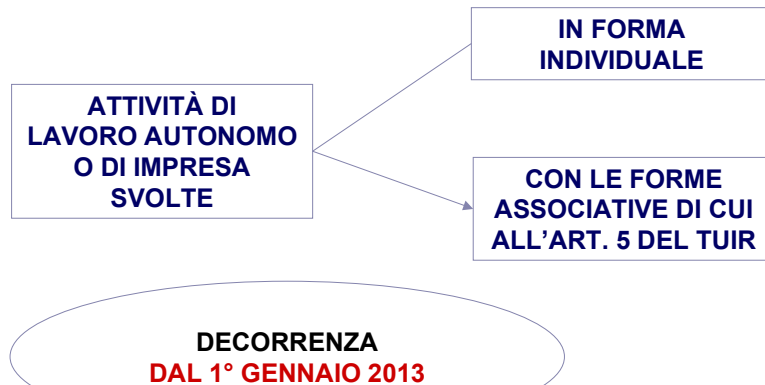 IN FORMA
INDIVIDUALE
ATTIVITÀ DI
LAVORO AUTONOMO
O DI IMPRESA
SVOLTE
CON LE FORME
ASSOCIATIVE DI CUI
ALL’ART. 5 DEL TUIR
DECORRENZA
DAL 1° GENNAIO 2013